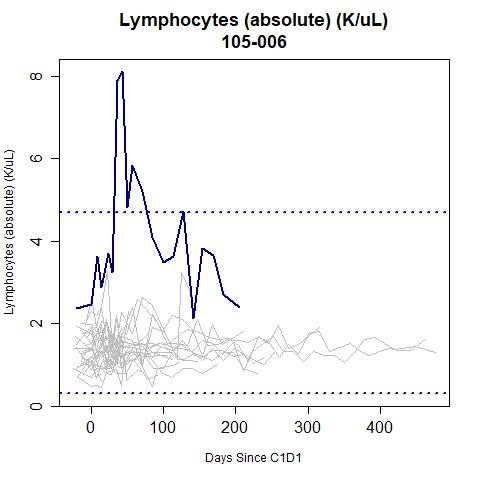 Lymphocytes (absolute) (K/uL)
105-006
Lymphocytes (absolute) (K/uL)
8
6
4
2
0
0 100 200 300 400
Days Since C1D1